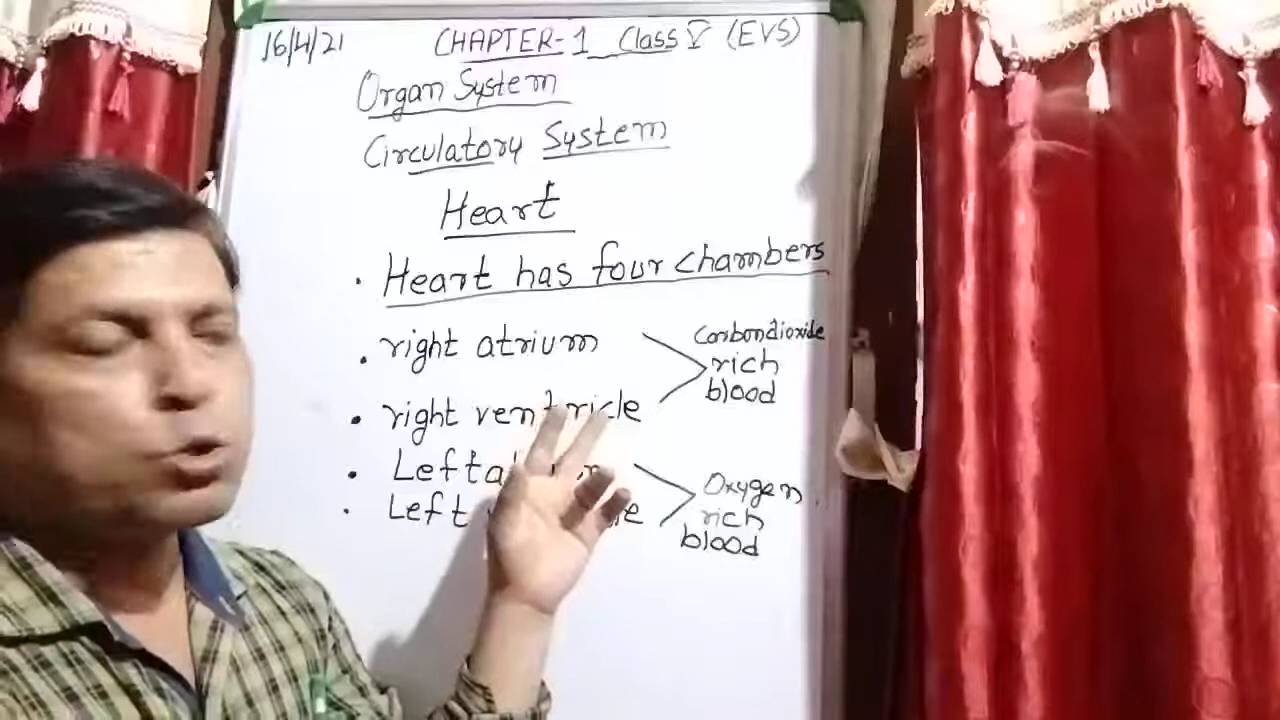 16/4/21 CHAPTER-1 Class V (EVS)
Organ System
Circulatory System
Heart
• Heart has four chambers
• right atrium
Carbondioxide
rich
blood
• right ventricle
• Left
Oxygen
rich
blood
• Left